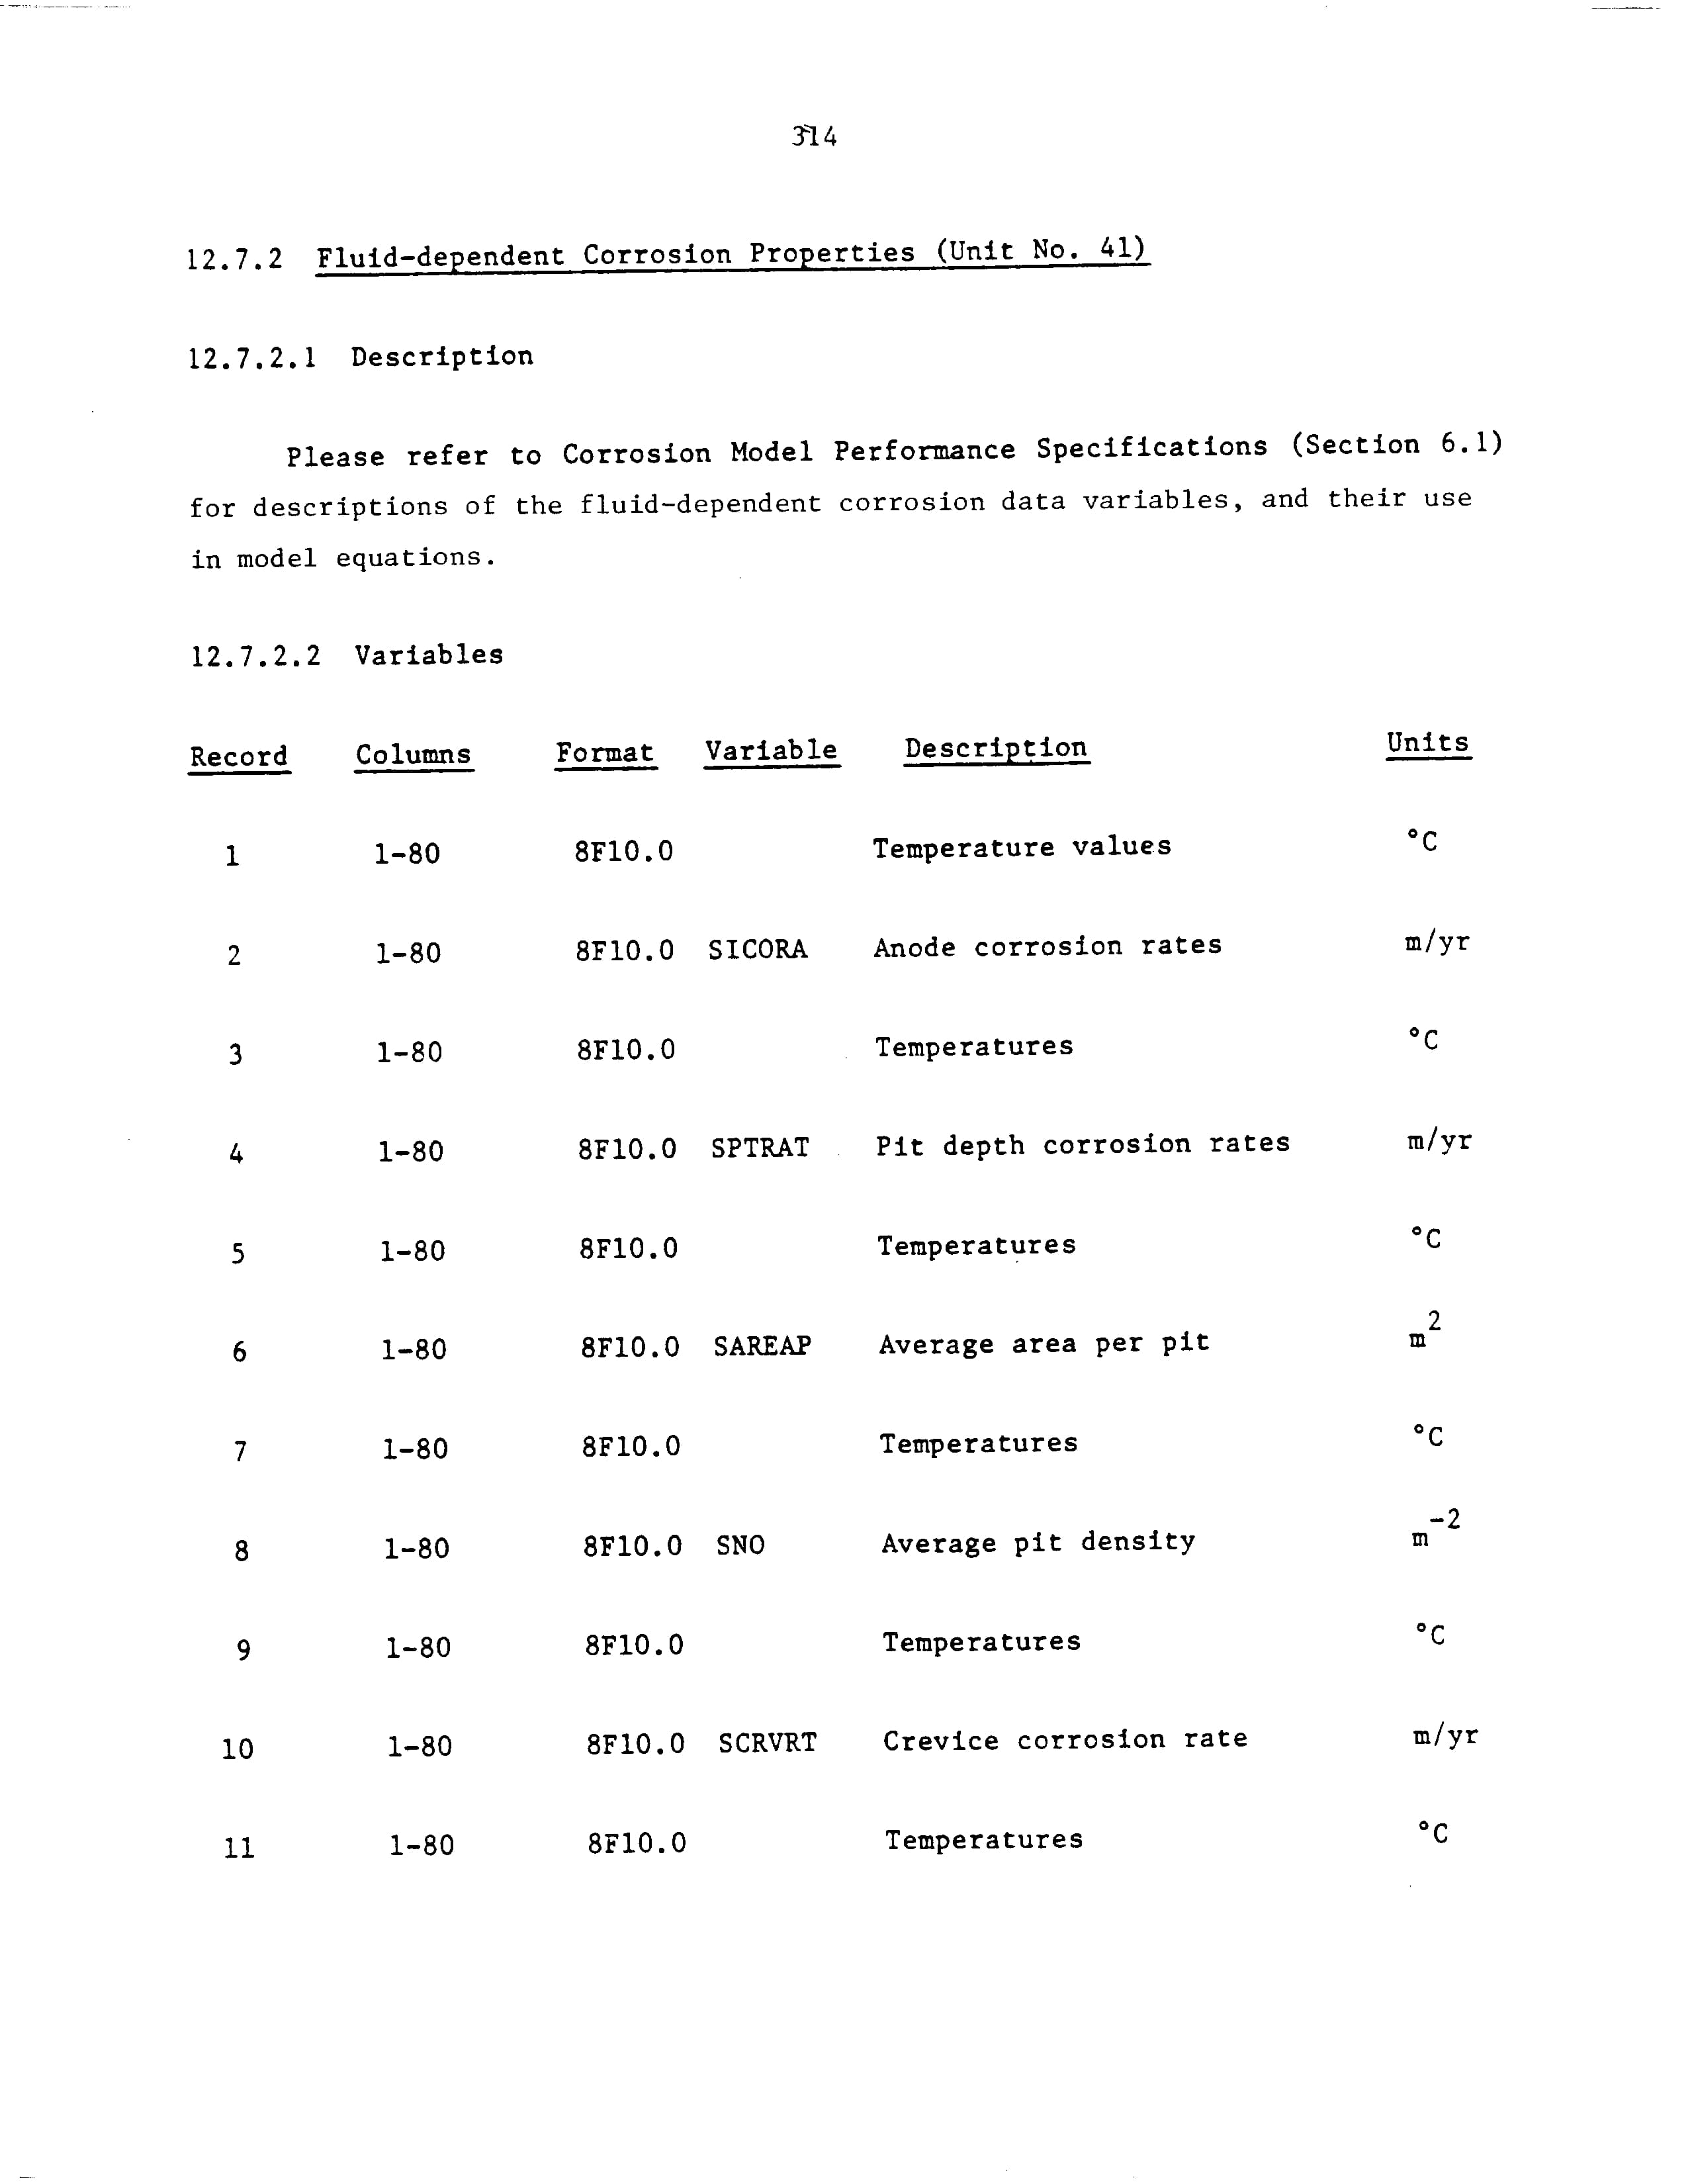 314
12.7.2 Fluid-dependent Corrosion Properties (Unit No. 41)
12.7.2.1 Description
Please refer to Corrosion Model Performance Specifications (Section 6.1)
for descriptions of the fluid-dependent corrosion data variables, and their use
in model equations.
12.7.2.2 Variables
Record Columns Format Variable Description Units
1 1-80 8F10.0 Temperature values °C
2 1-80 8F10.0 SICORA Anode corrosion rates m/yr
3 1-80 8F10.0 Temperatures °C
4 1-80 8F10.0 SPTRAT Pit depth corrosion rates m/yr
5 1-80 8F10.0 Temperatures °C
6 1-80 8F10.0 SAREAP Average area per pit m²
7 1-80 8F10.0 Temperatures °C
8 1-80 8F10.0 SNO Average pit density m⁻²
9 1-80 8F10.0 Temperatures °C
10 1-80 8F10.0 SCRVRT Crevice corrosion rate m/yr
11 1-80 8F10.0 Temperatures °C